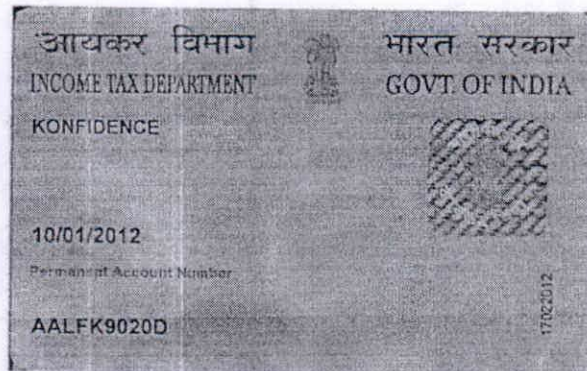 आयकर विभाग
INCOME TAX DEPARTMENT
भारत सरकार
GOVT. OF INDIA
KONFIDENCE
10/01/2012
Permanent Account Number
AALFK9020D
17022012